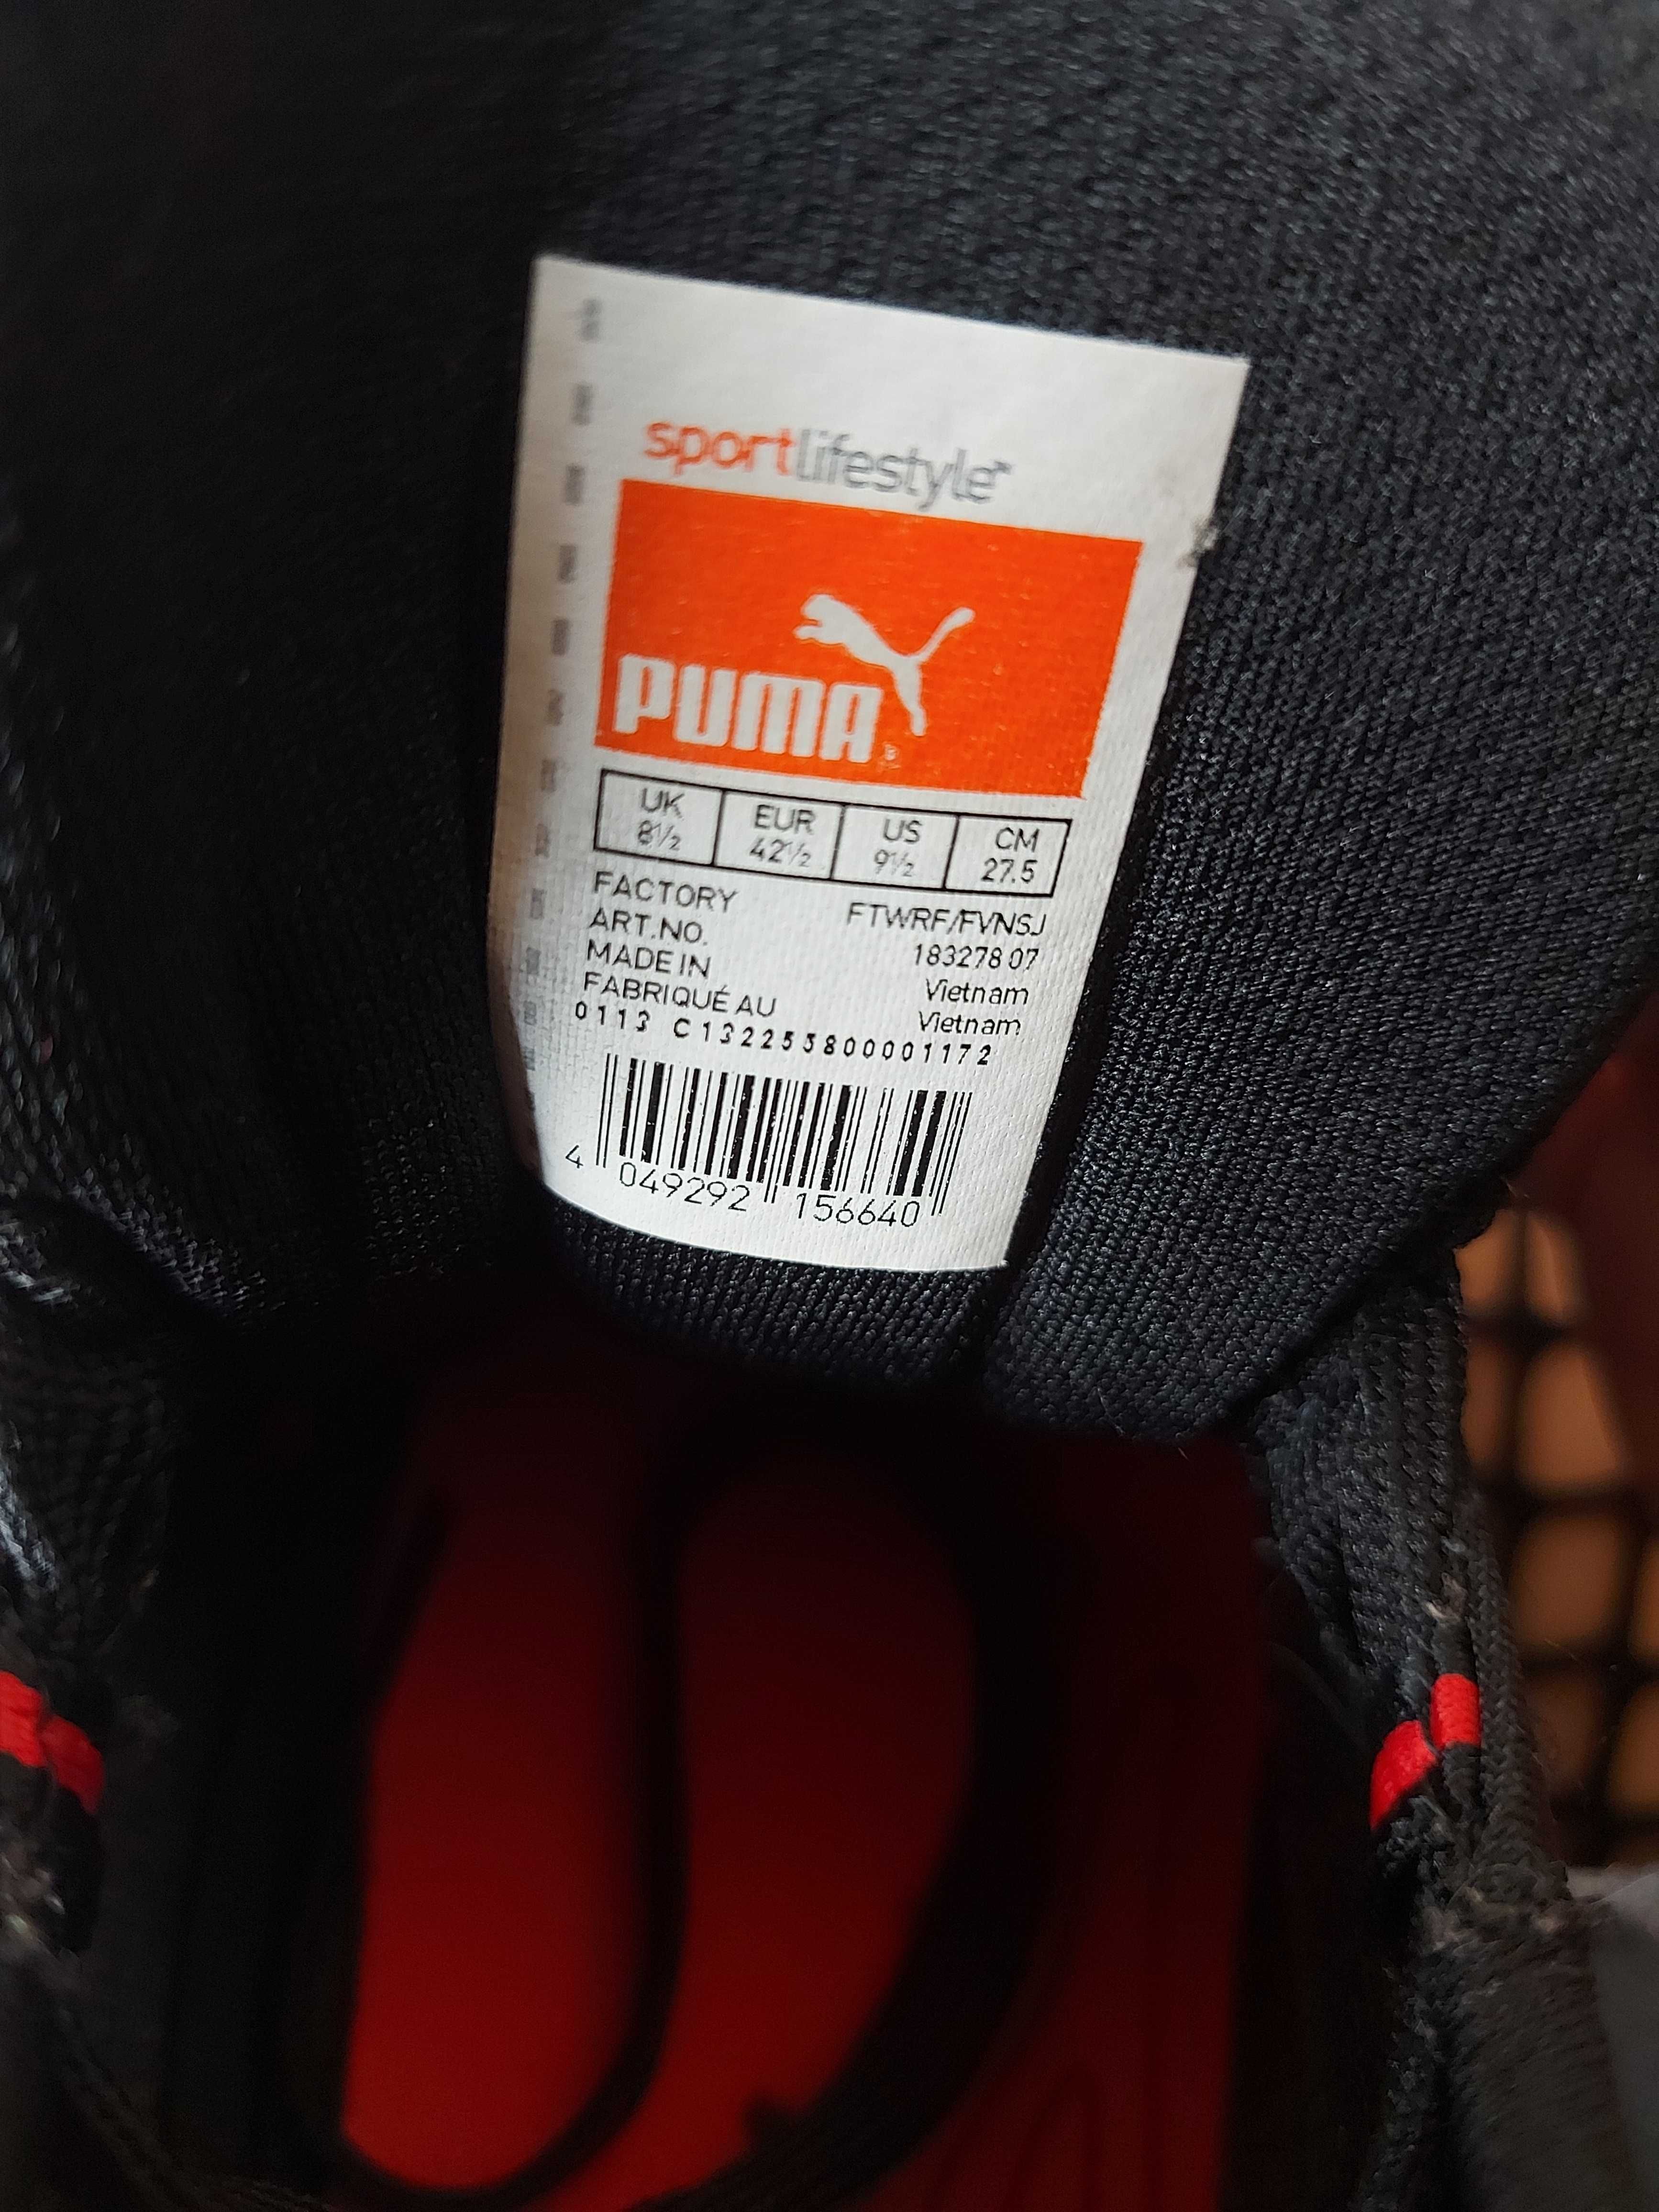 sportlifestyle™
PUMA®
UK EUR US CM
8½ 42½ 9½ 27.5
FACTORY FTWRF/FVNSJ
ART.NO. 183278 07
MADE IN Vietnam
FABRIQUÉ AU Vietnam
0113 C13225380001172
4 049292 156640